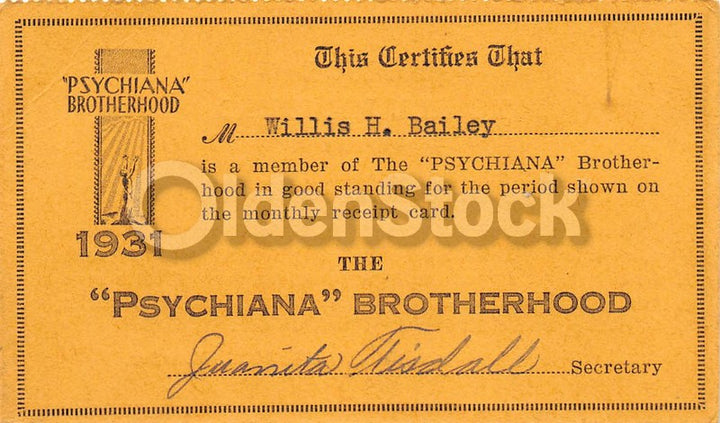 This Certifies That
"PSYCHIANA"
BROTHERHOOD
1931
M Willis H. Bailey
is a member of The "PSYCHIANA" Brother-
hood in good standing for the period shown on
the monthly receipt card.
THE
"PSYCHIANA" BROTHERHOOD
Juanita Tisdall Secretary
OldenStock